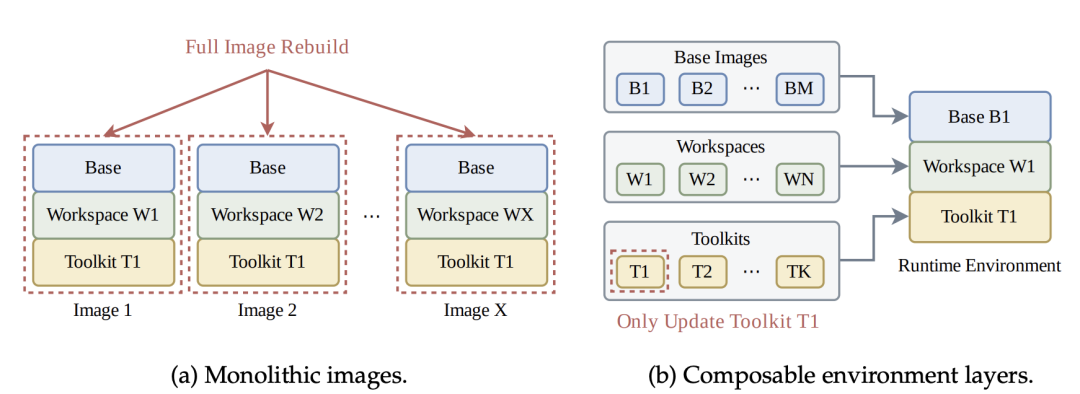 Full Image Rebuild
Base
Workspace W1
Toolkit T1
Image 1
Base
Workspace W2
Toolkit T1
Image 2
...
Base
Workspace WX
Toolkit T1
Image X
(a) Monolithic images.
Base Images
B1 B2 ... BM
Workspaces
W1 W2 ... WN
Toolkits
T1 T2 ... TK
Only Update Toolkit T1
Base B1
Workspace W1
Toolkit T1
Runtime Environment
(b) Composable environment layers.